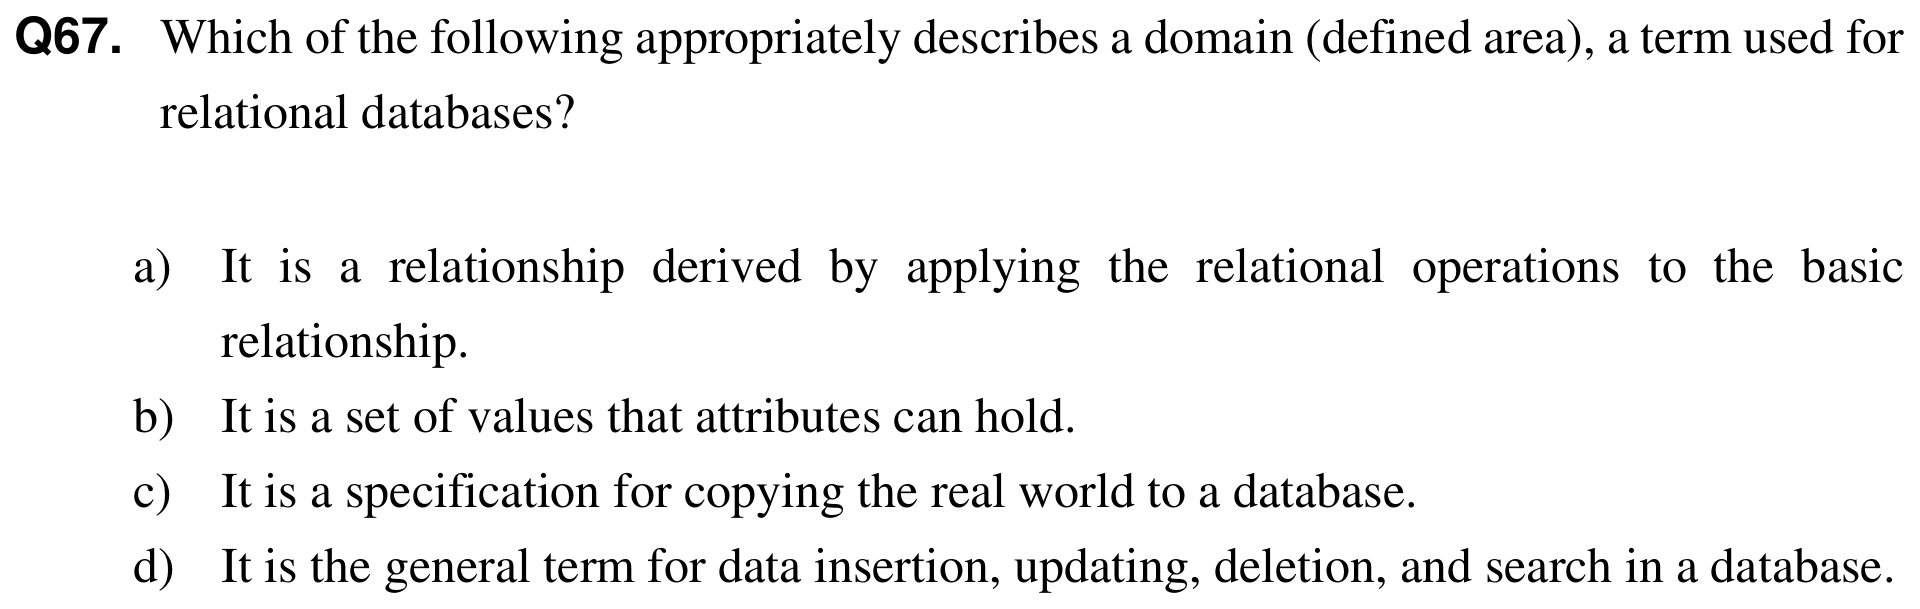 Q67. Which of the following appropriately describes a domain (defined area), a term used for
relational databases?
a) It is a relationship derived by applying the relational operations to the basic
relationship.
b) It is a set of values that attributes can hold.
c) It is a specification for copying the real world to a database.
d) It is the general term for data insertion, updating, deletion, and search in a database.